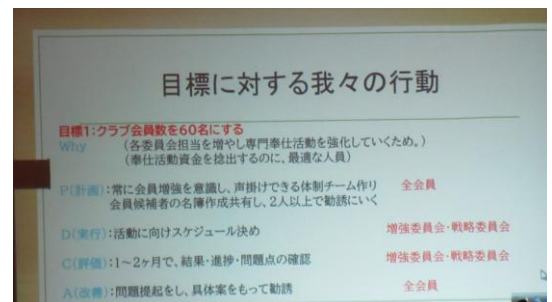 目標に対する我々の行動
目標1:クラブ会員数を60名にする
Why (各委員会担当を増やし専門奉仕活動を強化していくため。)
(奉仕活動資金を捻出するのに、最適な人員)
P(計画):常に会員増強を意識し、声掛けできる体制チーム作り 全会員
会員候補者の名簿作成共有し、2人以上で勧誘にいく
D(実行):活動に向けスケジュール決め 増強委員会・戦略委員会
C(評価):1~2ヶ月で、結果・進捗・問題点の確認 増強委員会・戦略委員会
A(改善):問題提起をし、具体案をもって勧誘 全会員